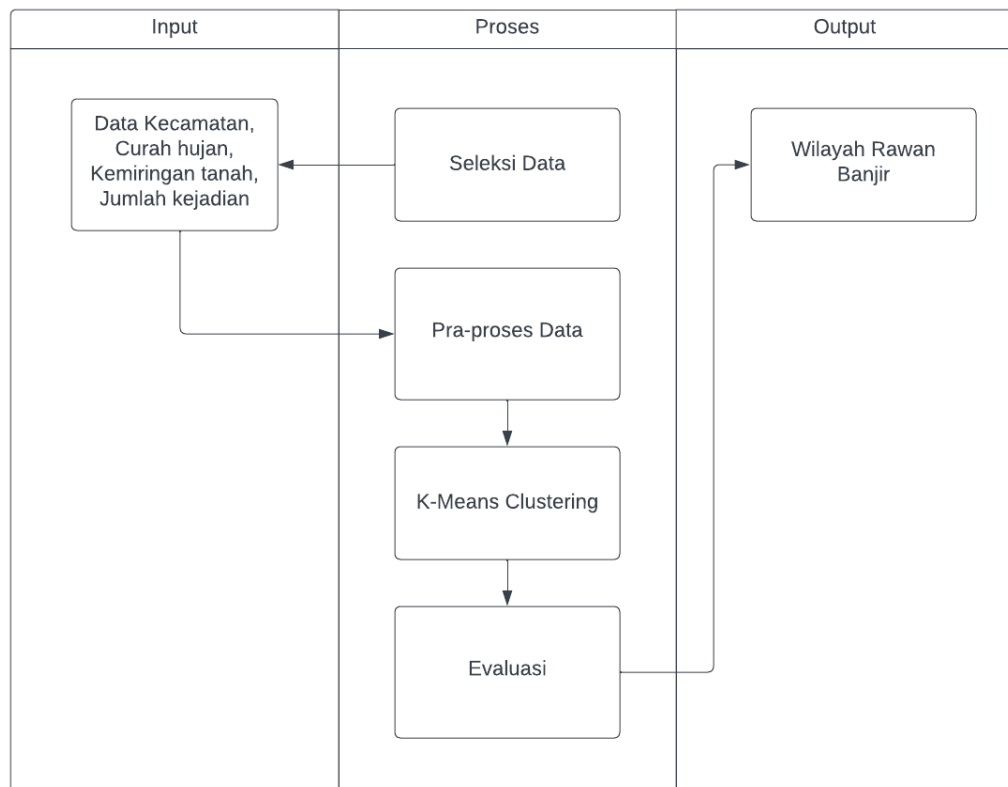 Input
Proses
Output
Data Kecamatan,
Curah hujan,
Kemiringan tanah,
Jumlah kejadian
Seleksi Data
Wilayah Rawan
Banjir
Pra-proses Data
K-Means Clustering
Evaluasi